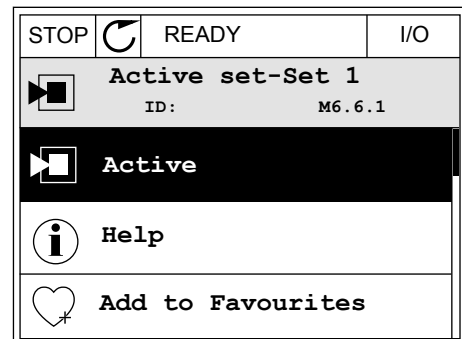 STOP READY I/O
Active set-Set 1
ID: M6.6.1
Active
Help
Add to Favourites